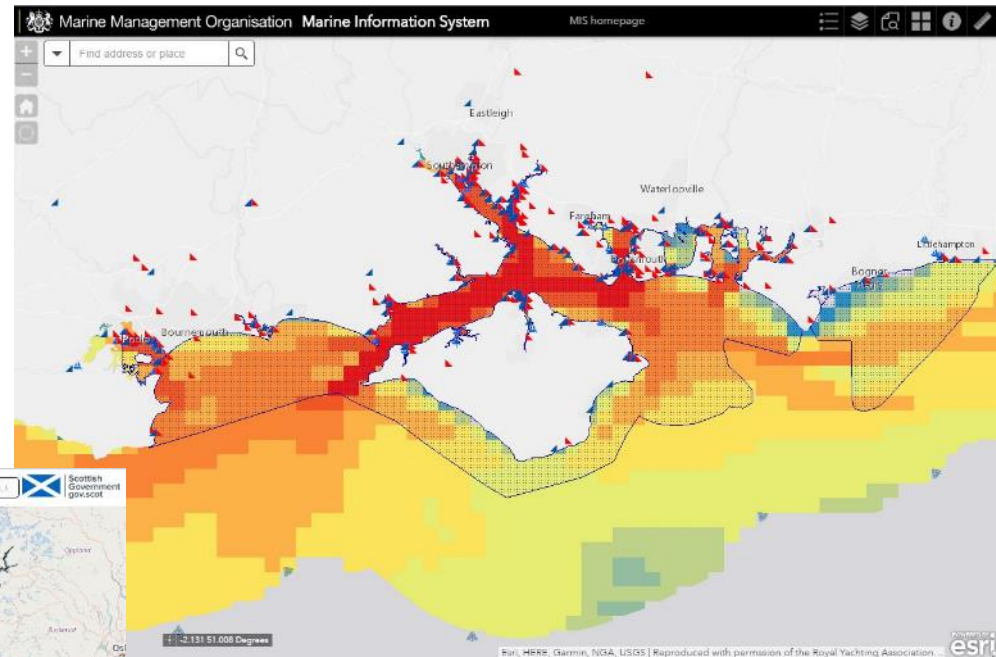 Marine Management Organisation Marine Information System
MIS homepage
Find address or place
Eastleigh
Southampton
Waterlooville
Fareham
Portsmouth
Littlehampton
Bognor
Bournemouth
Poole
Scottish
Government
gov.scot
-2.131 51.008 Degrees
Esri, HERE, Garmin, NGA, USGS | Reproduced with permission of the Royal Yachting Association.
esri